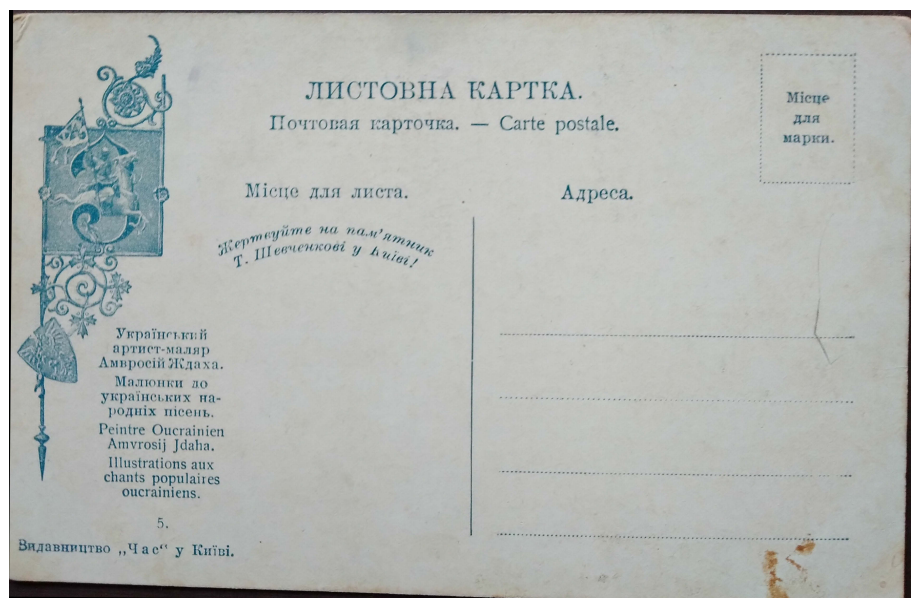 ЛИСТОВНА КАРТКА.
Почтовая карточка. — Carte postale.
Місце
для
марки.
Місце для листа.
Адреса.
Жертвуйте на пам'ятник
Т. Шевченкові у Київі!
Український
артист-маляр
Амвросій Ждаха.
Малюнки до
українських на-
родніх пісень.
Peintre Oucrainien
Amvrosij Jdaha.
Illustrations aux
chants populaires
oucrainiens.
5.
Видавництво „Час“ у Київі.